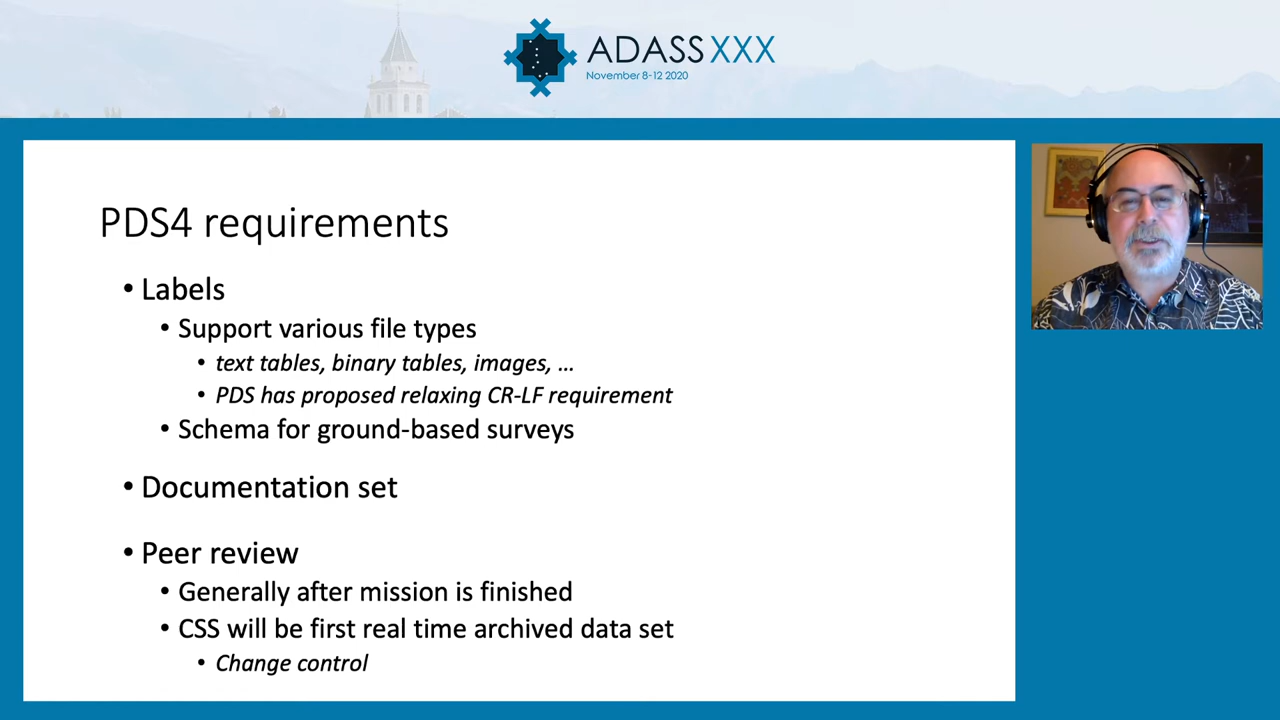 ADASS XXX
November 8-12 2020
PDS4 requirements
• Labels
• Support various file types
• text tables, binary tables, images, ...
• PDS has proposed relaxing CR-LF requirement
• Schema for ground-based surveys
• Documentation set
• Peer review
• Generally after mission is finished
• CSS will be first real time archived data set
• Change control